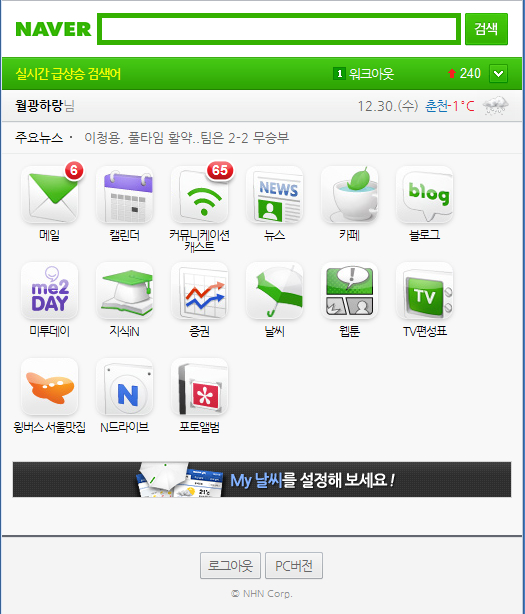 NAVER 검색
실시간 급상승 검색어 1 워크아웃 240
월광하랑님 12.30.(수) 춘천-1°C
주요뉴스 · 이청용, 풀타임 활약..팀은 2-2 무승부
6 65 NEWS blog
메일 캘린더 커뮤니케이션 뉴스 카페 블로그
캐스트
me2 DAY TV
미투데이 지식iN 증권 날씨 웹툰 TV편성표
N
윙버스 서울맛집 N드라이브 포토앨범
21°c My 날씨를 설정해 보세요!
로그아웃 PC버전
© NHN Corp.